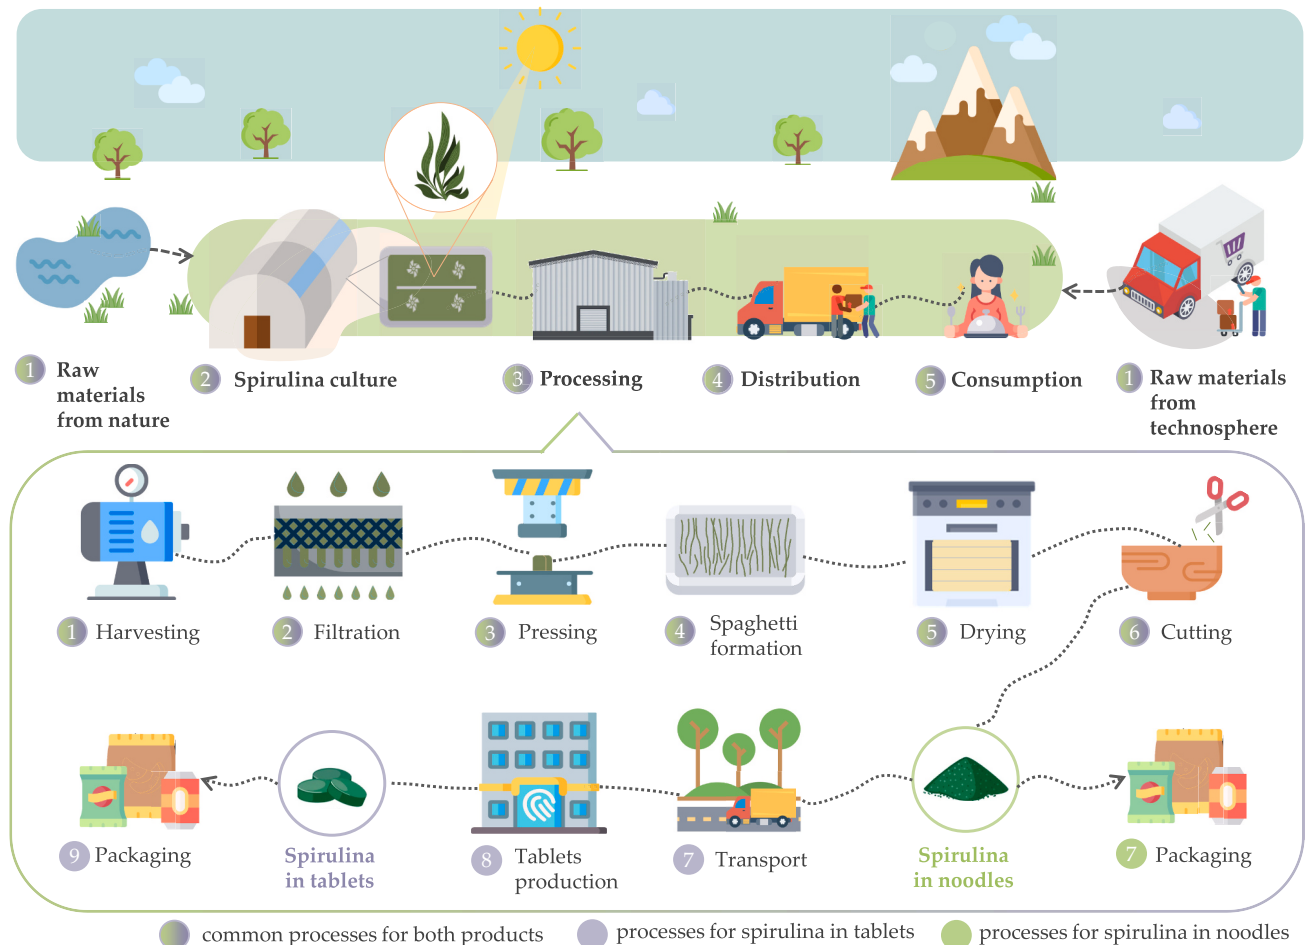 1 Raw
materials
from nature
2 Spirulina culture
3 Processing
4 Distribution
5 Consumption
1 Raw materials
from
technosphere
1 Harvesting
2 Filtration
3 Pressing
4 Spaghetti
formation
5 Drying
6 Cutting
9 Packaging
Spirulina
in tablets
8 Tablets
production
7 Transport
Spirulina
in noodles
7 Packaging
common processes for both products
processes for spirulina in tablets
processes for spirulina in noodles